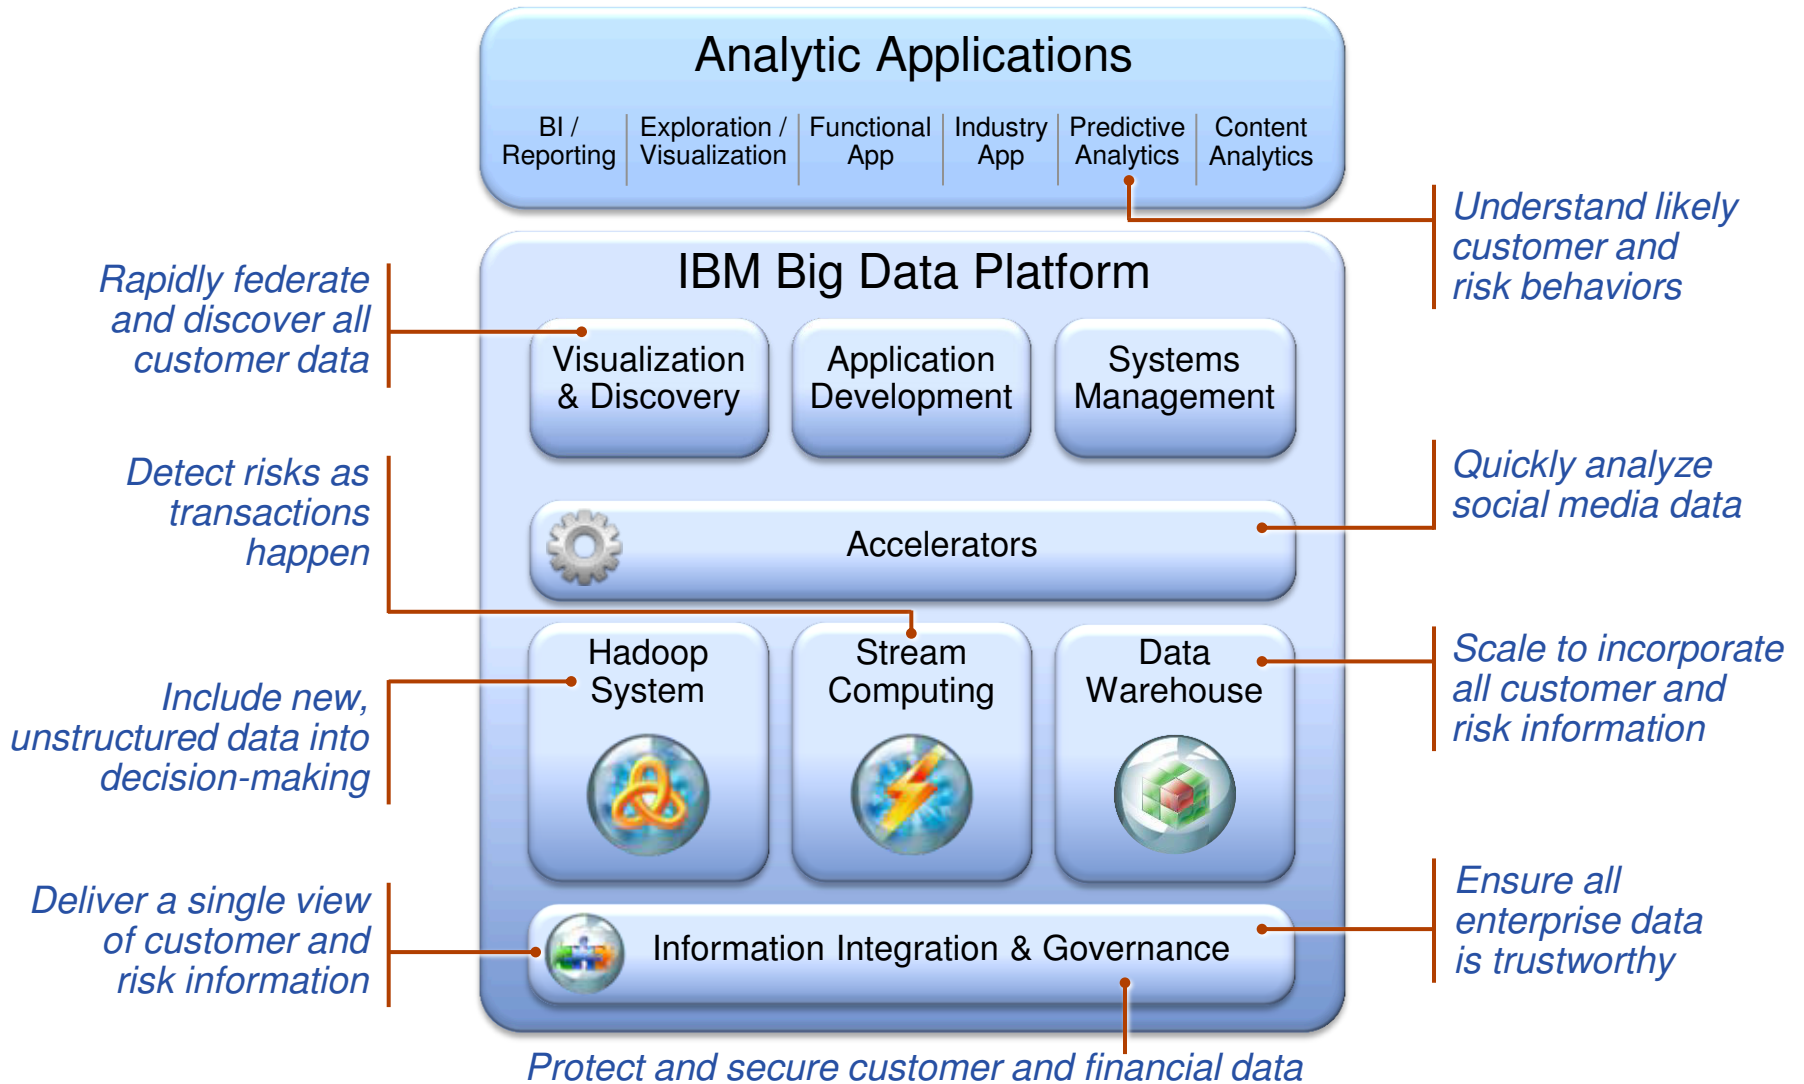 Analytic Applications
BI /
Reporting
Exploration /
Visualization
Functional
App
Industry
App
Predictive
Analytics
Content
Analytics
Understand likely
customer and
risk behaviors
IBM Big Data Platform
Rapidly federate
and discover all
customer data
Visualization
& Discovery
Application
Development
Systems
Management
Detect risks as
transactions
happen
Quickly analyze
social media data
Accelerators
Hadoop
System
Stream
Computing
Data
Warehouse
Include new,
unstructured data into
decision-making
Scale to incorporate
all customer and
risk information
Deliver a single view
of customer and
risk information
Information Integration & Governance
Ensure all
enterprise data
is trustworthy
Protect and secure customer and financial data